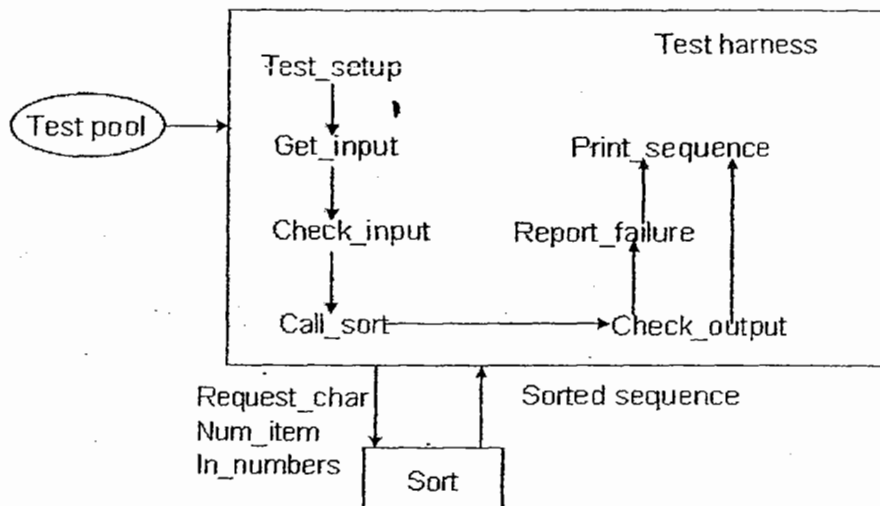 Test harness
Test_setup
Test pool
Get_input
Print_sequence
Check_input
Report_failure
Call_sort
Check_output
Request_char
Num_item
In_numbers
Sorted sequence
Sort